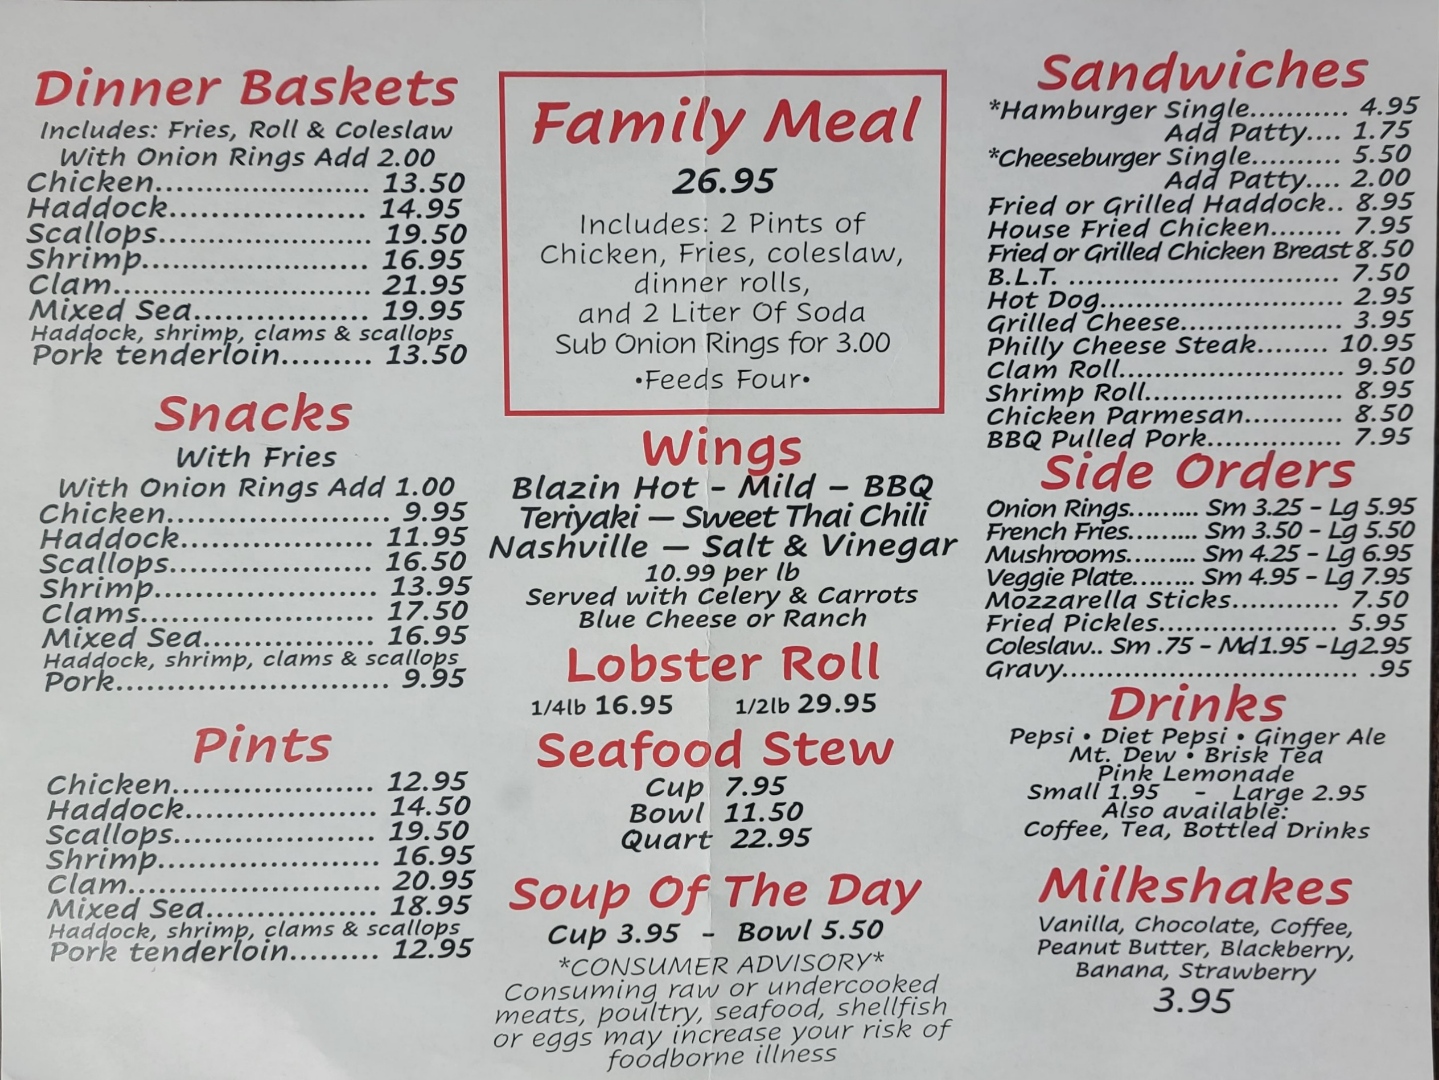 Dinner Baskets
Includes: Fries, Roll & Coleslaw
With Onion Rings Add 2.00
Chicken..................... 13.50
Haddock................... 14.95
Scallops..................... 19.50
Shrimp...................... 16.95
Clam......................... 21.95
Mixed Sea................. 19.95
Haddock, shrimp, clams & scallops
Pork tenderloin......... 13.50
Snacks
With Fries
With Onion Rings Add 1.00
Chicken...................... 9.95
Haddock................... 11.95
Scallops.................... 16.50
Shrimp...................... 13.95
Clams....................... 17.50
Mixed Sea................. 16.95
Haddock, shrimp, clams & scallops
Pork........................... 9.95
Pints
Chicken.................... 12.95
Haddock................... 14.50
Scallops.................... 19.50
Shrimp...................... 16.95
Clam......................... 20.95
Mixed Sea................. 18.95
Haddock, shrimp, clams & scallops
Pork tenderloin......... 12.95
Family Meal
26.95
Includes: 2 Pints of
Chicken, Fries, coleslaw,
dinner rolls,
and 2 Liter Of Soda
Sub Onion Rings for 3.00
•Feeds Four•
Wings
Blazin Hot - Mild – BBQ
Teriyaki — Sweet Thai Chili
Nashville — Salt & Vinegar
10.99 per lb
Served with Celery & Carrots
Blue Cheese or Ranch
Lobster Roll
1/4lb 16.95 1/2lb 29.95
Seafood Stew
Cup 7.95
Bowl 11.50
Quart 22.95
Soup Of The Day
Cup 3.95 - Bowl 5.50
*CONSUMER ADVISORY*
Consuming raw or undercooked
meats, poultry, seafood, shellfish
or eggs may increase your risk of
foodborne illness
Sandwiches
*Hamburger Single........... 4.95
Add Patty.... 1.75
*Cheeseburger Single.......... 5.50
Add Patty.... 2.00
Fried or Grilled Haddock.. 8.95
House Fried Chicken........ 7.95
Fried or Grilled Chicken Breast 8.50
B.L.T. ........................... 7.50
Hot Dog........................ 2.95
Grilled Cheese.................. 3.95
Philly Cheese Steak........ 10.95
Clam Roll........................ 9.50
Shrimp Roll..................... 8.95
Chicken Parmesan........... 8.50
BBQ Pulled Pork............... 7.95
Side Orders
Onion Rings......... Sm 3.25 - Lg 5.95
French Fries......... Sm 3.50 - Lg 5.50
Mushrooms......... Sm 4.25 - Lg 6.95
Veggie Plate........ Sm 4.95 - Lg 7.95
Mozzarella Sticks............ 7.50
Fried Pickles.................... 5.95
Coleslaw.. Sm .75 - Md 1.95 - Lg 2.95
Gravy................................. .95
Drinks
Pepsi • Diet Pepsi • Ginger Ale
Mt. Dew • Brisk Tea
Pink Lemonade
Small 1.95 - Large 2.95
Also available:
Coffee, Tea, Bottled Drinks
Milkshakes
Vanilla, Chocolate, Coffee,
Peanut Butter, Blackberry,
Banana, Strawberry
3.95